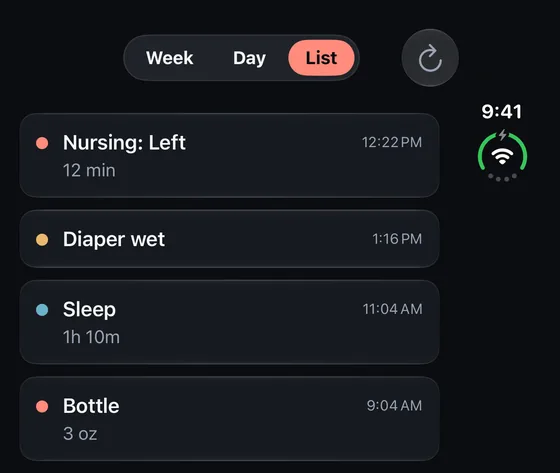 Week Day List
9:41
Nursing: Left 12:22 PM
12 min
Diaper wet 1:16 PM
Sleep 11:04 AM
1h 10m
Bottle 9:04 AM
3 oz